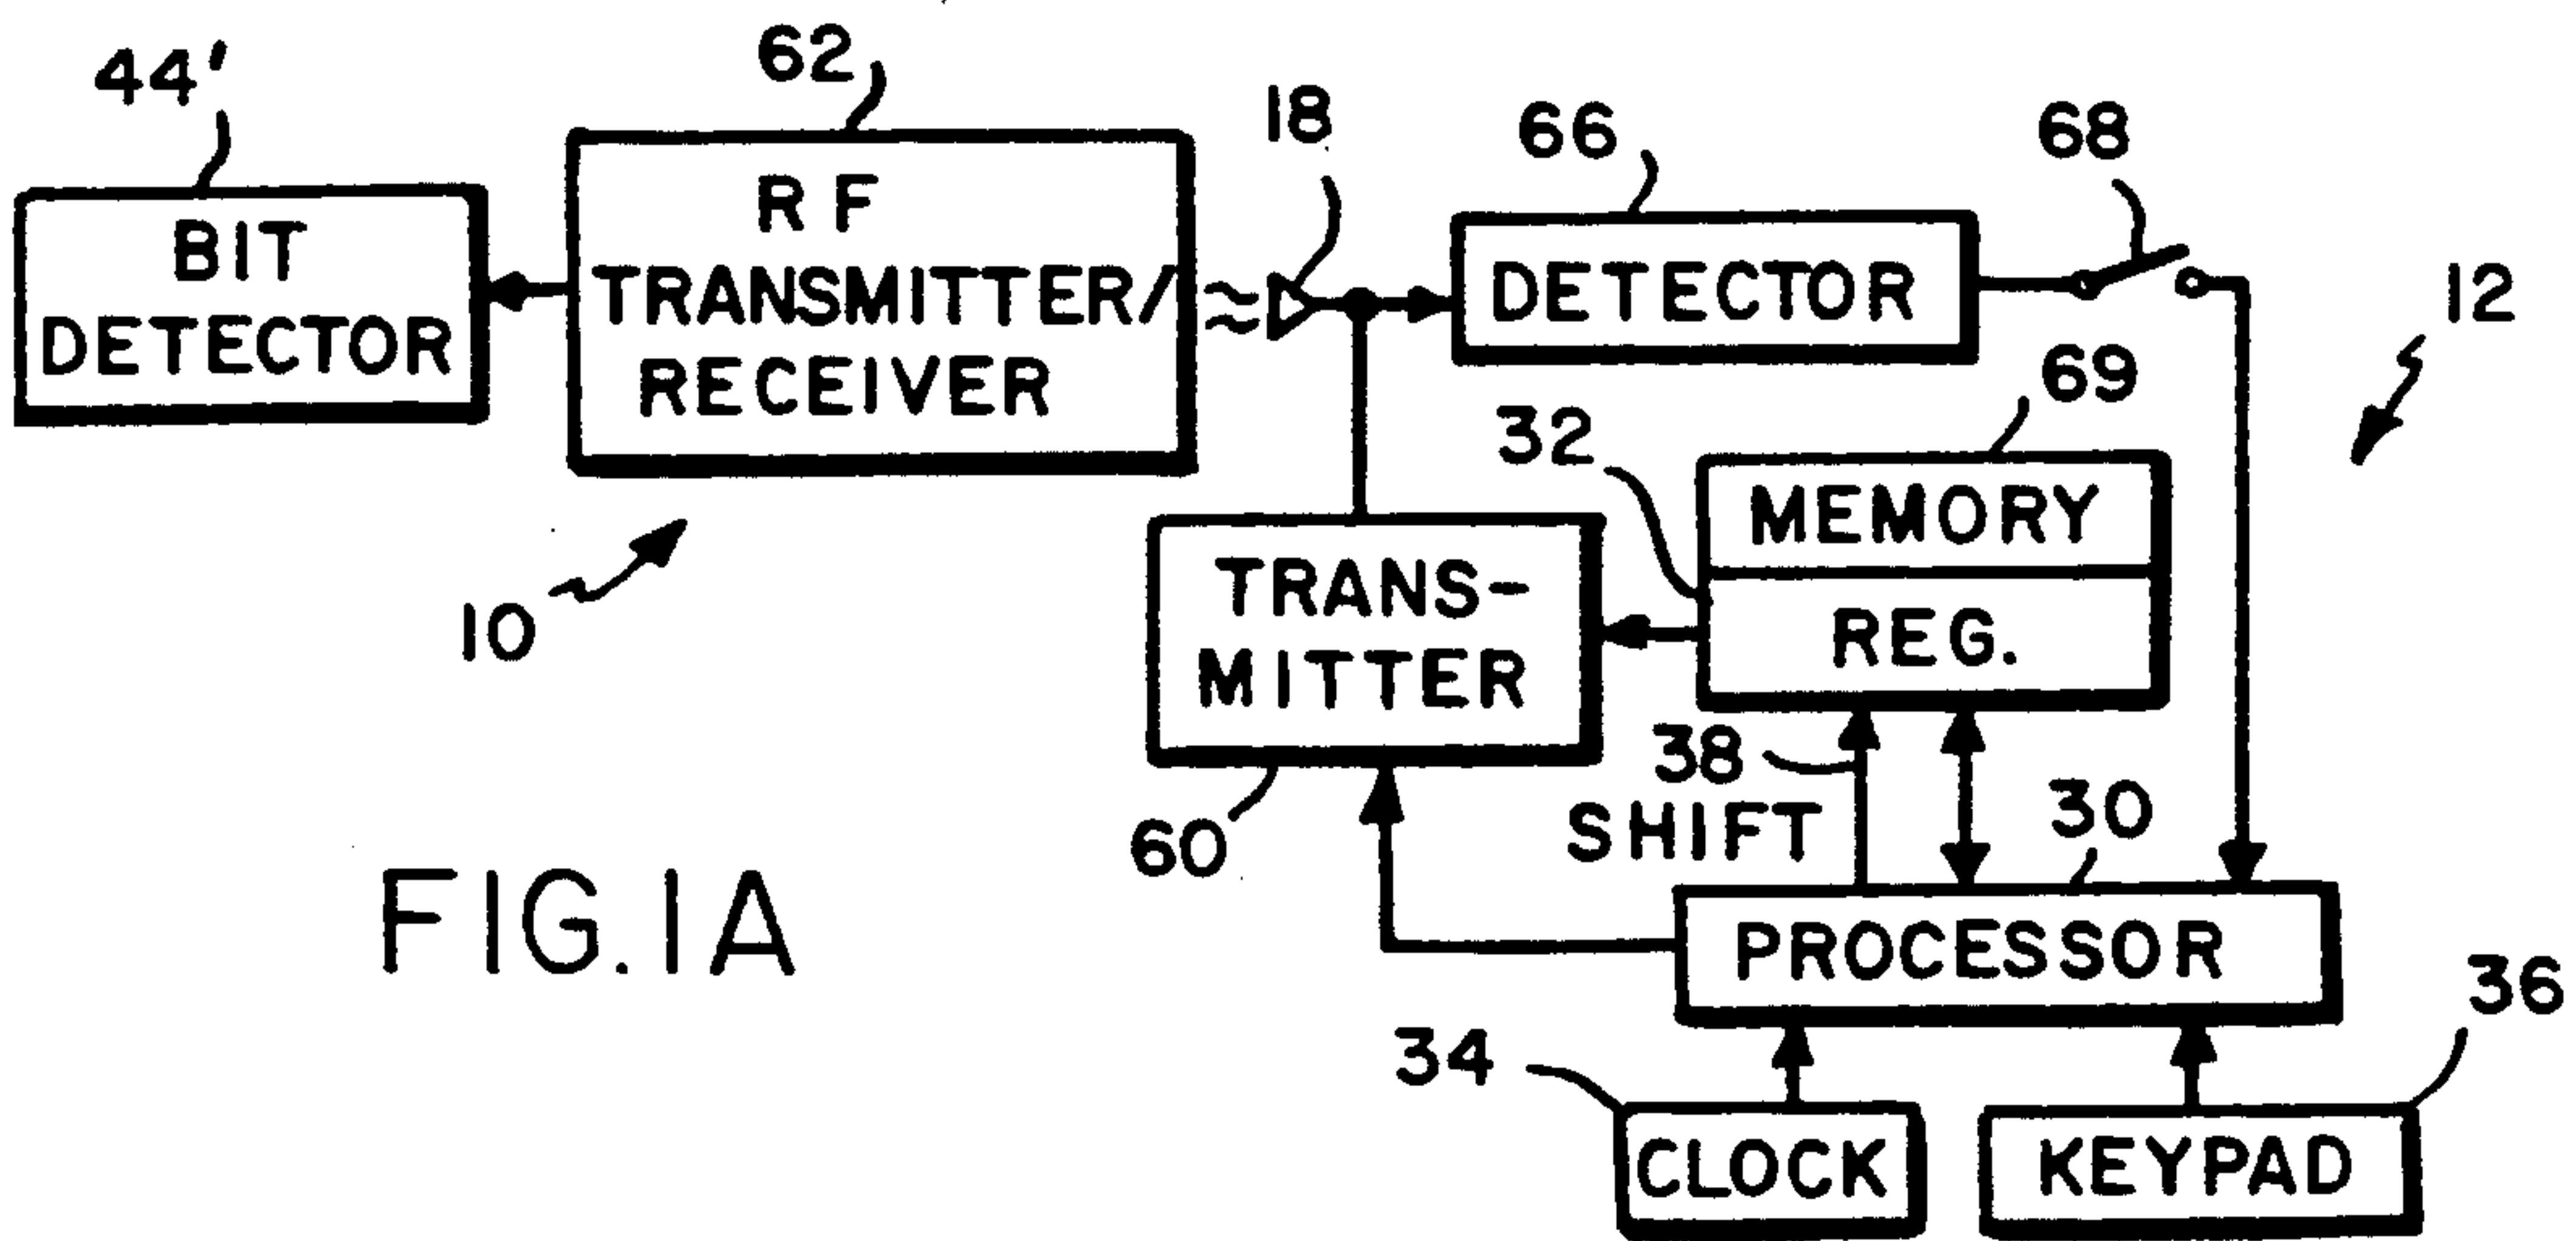 44'
62
18
66
68
12
BIT
DETECTOR
RF
TRANSMITTER/
RECEIVER
DETECTOR
69
32
MEMORY
REG.
10
TRANS-
MITTER
38
SHIFT
60
30
PROCESSOR
FIG. 1A
34
36
CLOCK
KEYPAD